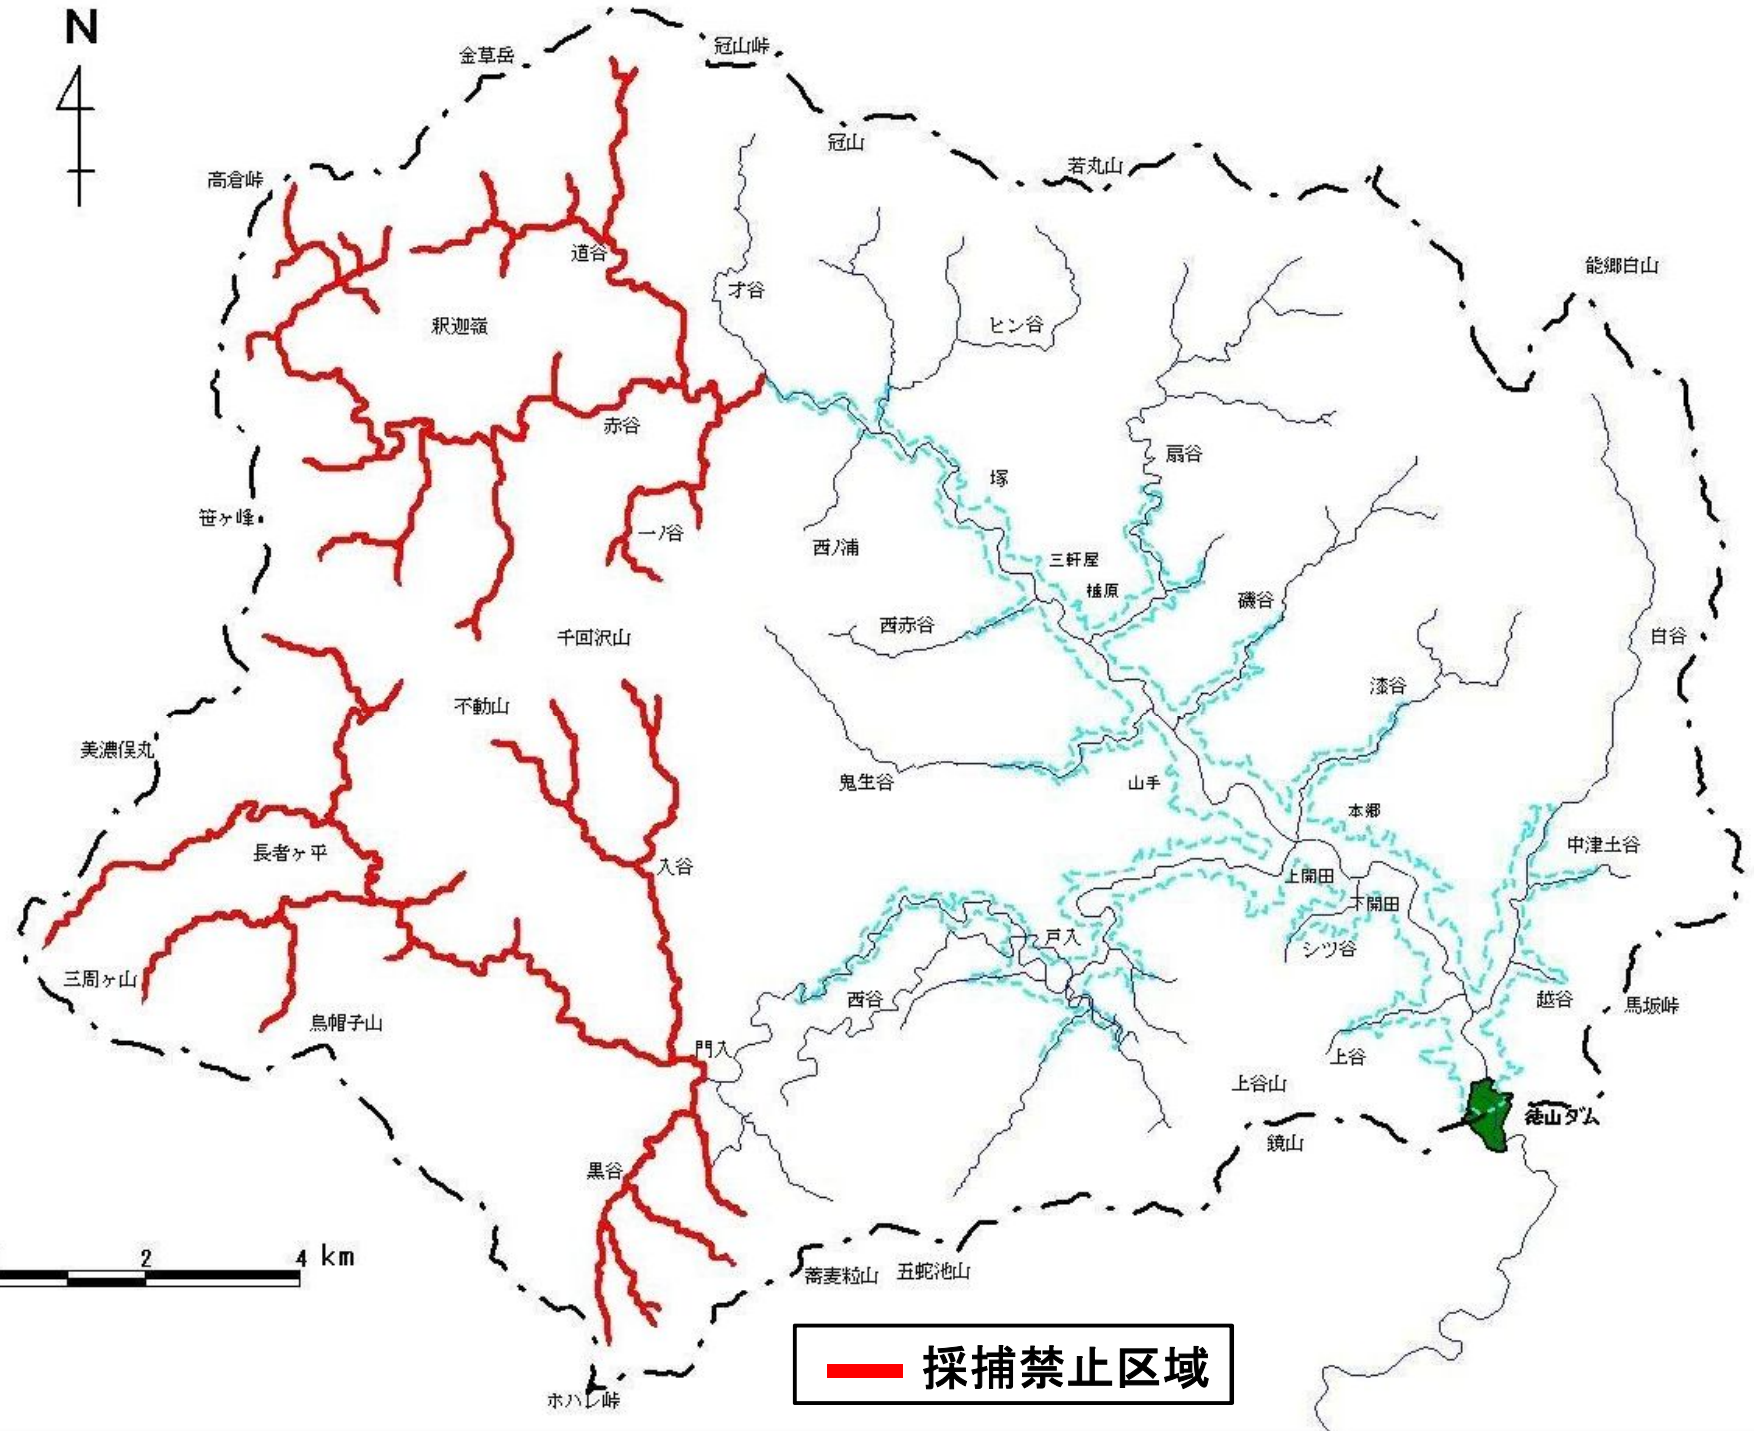 N
冠山峠
金草岳
冠山
若丸山
高倉峠
道谷
能郷白山
才谷
釈迦嶺
ヒン谷
赤谷
扇谷
塚
笹ヶ峰
一ノ谷
西ノ浦
三軒屋
櫨原
磯谷
西赤谷
千回沢山
白谷
漆谷
不動山
美濃俣丸
鬼生谷
山手
本郷
長者ヶ平
入谷
中津土谷
上開田
下開田
戸入
シツ谷
三周ヶ山
西谷
越谷
馬坂峠
烏帽子山
門入
上谷
上谷山
徳山ダム
鏡山
黒谷
2
4 km
蕎麦粒山
五蛇池山
採捕禁止区域
ホハレ峠